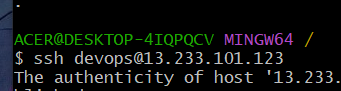 ACER@DESKTOP-4IQPQCV MINGW64 /
$ ssh devops@13.233.101.123
The authenticity of host '13.233.